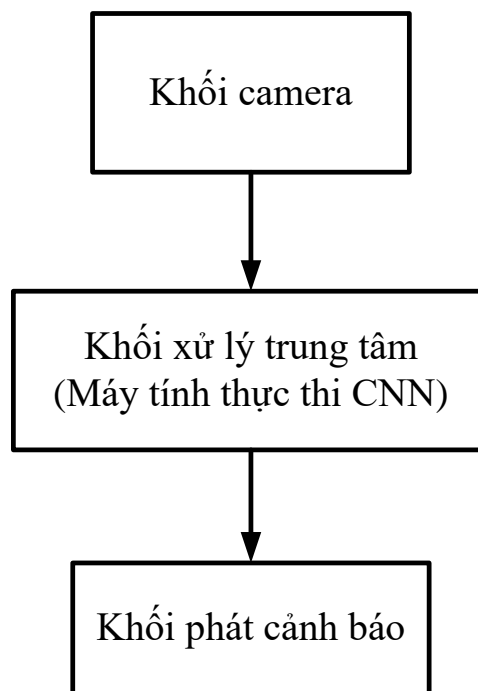 Khối camera
Khối xử lý trung tâm
(Máy tính thực thi CNN)
Khối phát cảnh báo